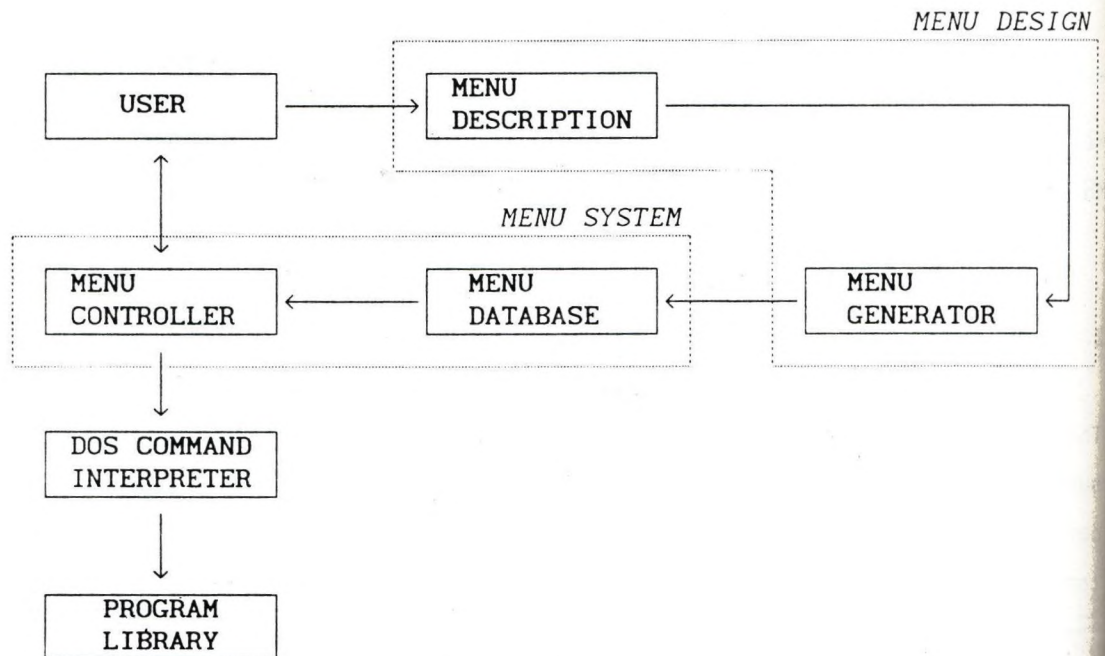 MENU DESIGN
USER
MENU
DESCRIPTION
MENU SYSTEM
MENU
CONTROLLER
MENU
DATABASE
MENU
GENERATOR
DOS COMMAND
INTERPRETER
PROGRAM
LIBRARY